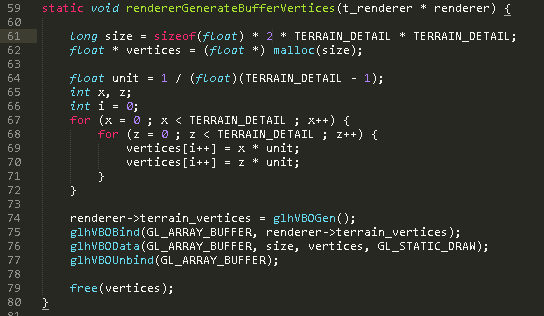 59 static void rendererGenerateBufferVertices(t_renderer * renderer) {
60
61 long size = sizeof(float) * 2 * TERRAIN_DETAIL * TERRAIN_DETAIL;
62 float * vertices = (float *) malloc(size);
63
64 float unit = 1 / (float)(TERRAIN_DETAIL - 1);
65 int x, z;
66 int i = 0;
67 for (x = 0 ; x < TERRAIN_DETAIL ; x++) {
68 for (z = 0 ; z < TERRAIN_DETAIL ; z++) {
69 vertices[i++] = x * unit;
70 vertices[i++] = z * unit;
71 }
72 }
73
74 renderer->terrain_vertices = glhVBOGen();
75 glhVBOBind(GL_ARRAY_BUFFER, renderer->terrain_vertices);
76 glhVBOData(GL_ARRAY_BUFFER, size, vertices, GL_STATIC_DRAW);
77 glhVBOUnbind(GL_ARRAY_BUFFER);
78
79 free(vertices);
80 }
81